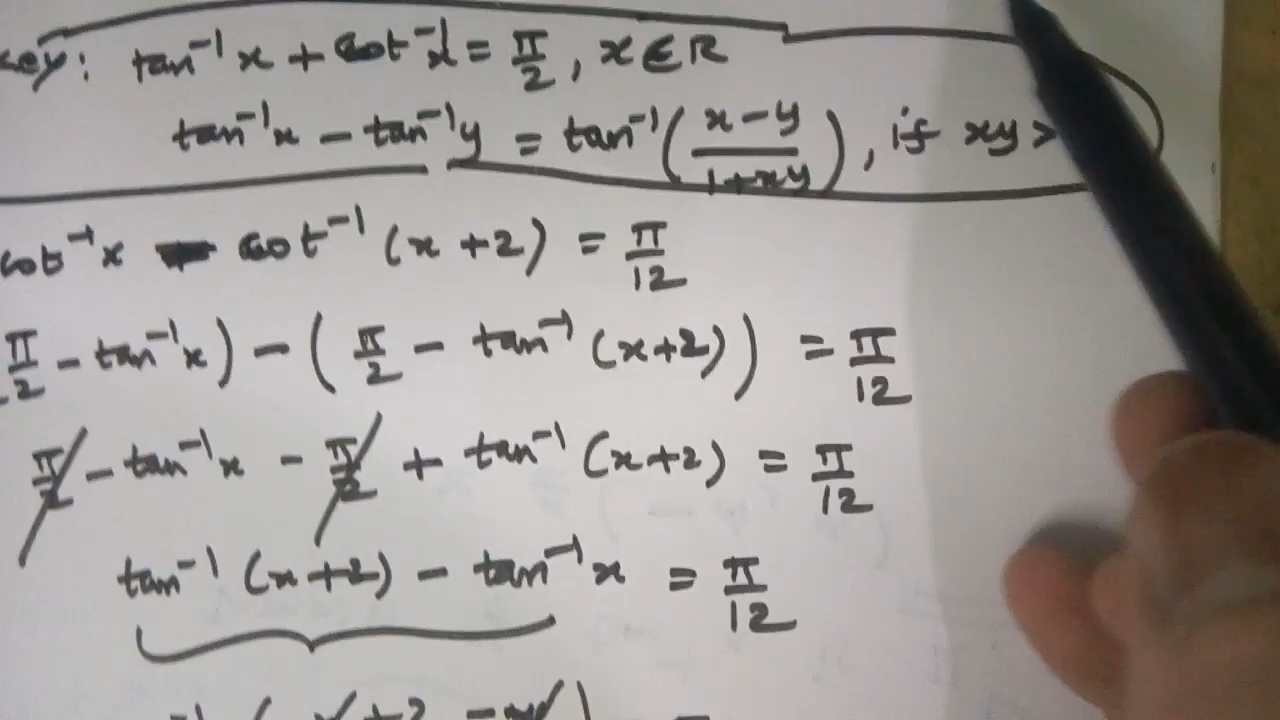 key: tan⁻¹x + cot⁻¹x = π/2, x ∈ R
tan⁻¹x - tan⁻¹y = tan⁻¹((x-y)/(1+xy)), if xy >
cot⁻¹x - cot⁻¹(x+2) = π/12
π/2 - tan⁻¹x) - (π/2 - tan⁻¹(x+2)) = π/12
π/2 - tan⁻¹x - π/2 + tan⁻¹(x+2) = π/12
tan⁻¹(x+2) - tan⁻¹x = π/12